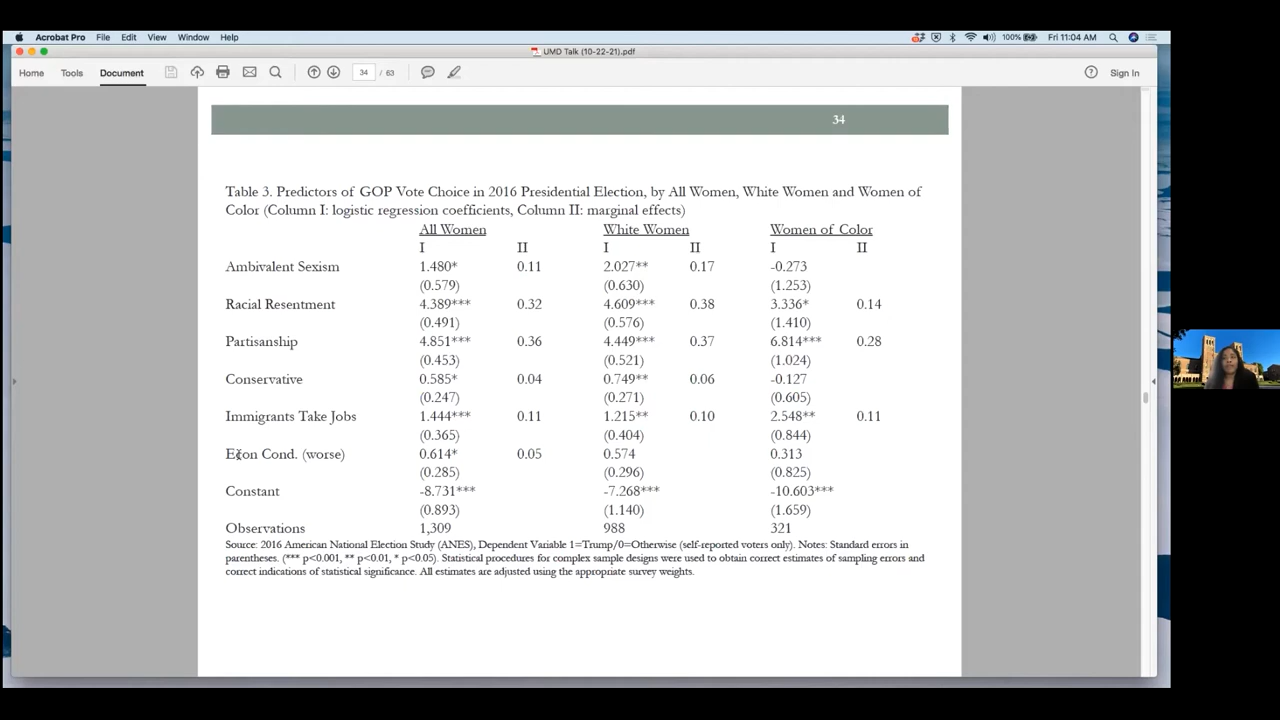 Acrobat Pro File Edit View Window Help 100% Fri 11:04 AM
UMD Talk (10-22-21).pdf
Home Tools Document 34 / 63 Sign In
34
Table 3. Predictors of GOP Vote Choice in 2016 Presidential Election, by All Women, White Women and Women of
Color (Column I: logistic regression coefficients, Column II: marginal effects)
All Women White Women Women of Color
I II I II I II
Ambivalent Sexism 1.480* 0.11 2.027** 0.17 -0.273
(0.579) (0.630) (1.253)
Racial Resentment 4.389*** 0.32 4.609*** 0.38 3.336* 0.14
(0.491) (0.576) (1.410)
Partisanship 4.851*** 0.36 4.449*** 0.37 6.814*** 0.28
(0.453) (0.521) (1.024)
Conservative 0.585* 0.04 0.749** 0.06 -0.127
(0.247) (0.271) (0.605)
Immigrants Take Jobs 1.444*** 0.11 1.215** 0.10 2.548** 0.11
(0.365) (0.404) (0.844)
Econ Cond. (worse) 0.614* 0.05 0.574 0.313
(0.285) (0.296) (0.825)
Constant -8.731*** -7.268*** -10.603***
(0.893) (1.140) (1.659)
Observations 1,309 988 321
Source: 2016 American National Election Study (ANES), Dependent Variable 1=Trump/0=Otherwise (self-reported voters only). Notes: Standard errors in
parentheses. (*** p<0.001, ** p<0.01, * p<0.05). Statistical procedures for complex sample designs were used to obtain correct estimates of sampling errors and
correct indications of statistical significance. All estimates are adjusted using the appropriate survey weights.